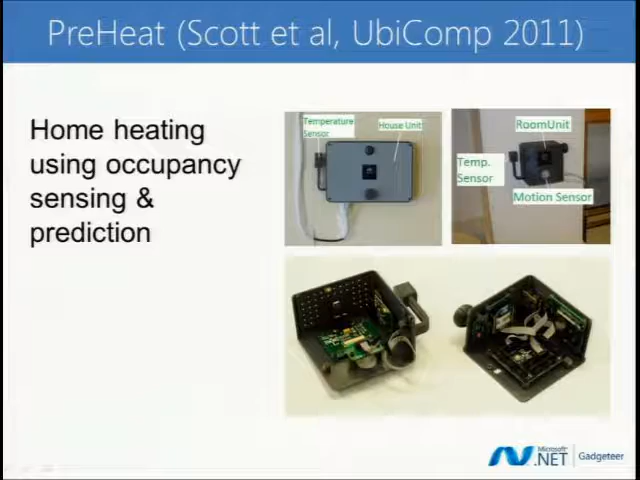 PreHeat (Scott et al, UbiComp 2011)
Home heating
using occupancy
sensing &
prediction
Temperature
Sensor
House Unit
RoomUnit
Temp.
Sensor
Motion Sensor
Microsoft
.NET Gadgeteer